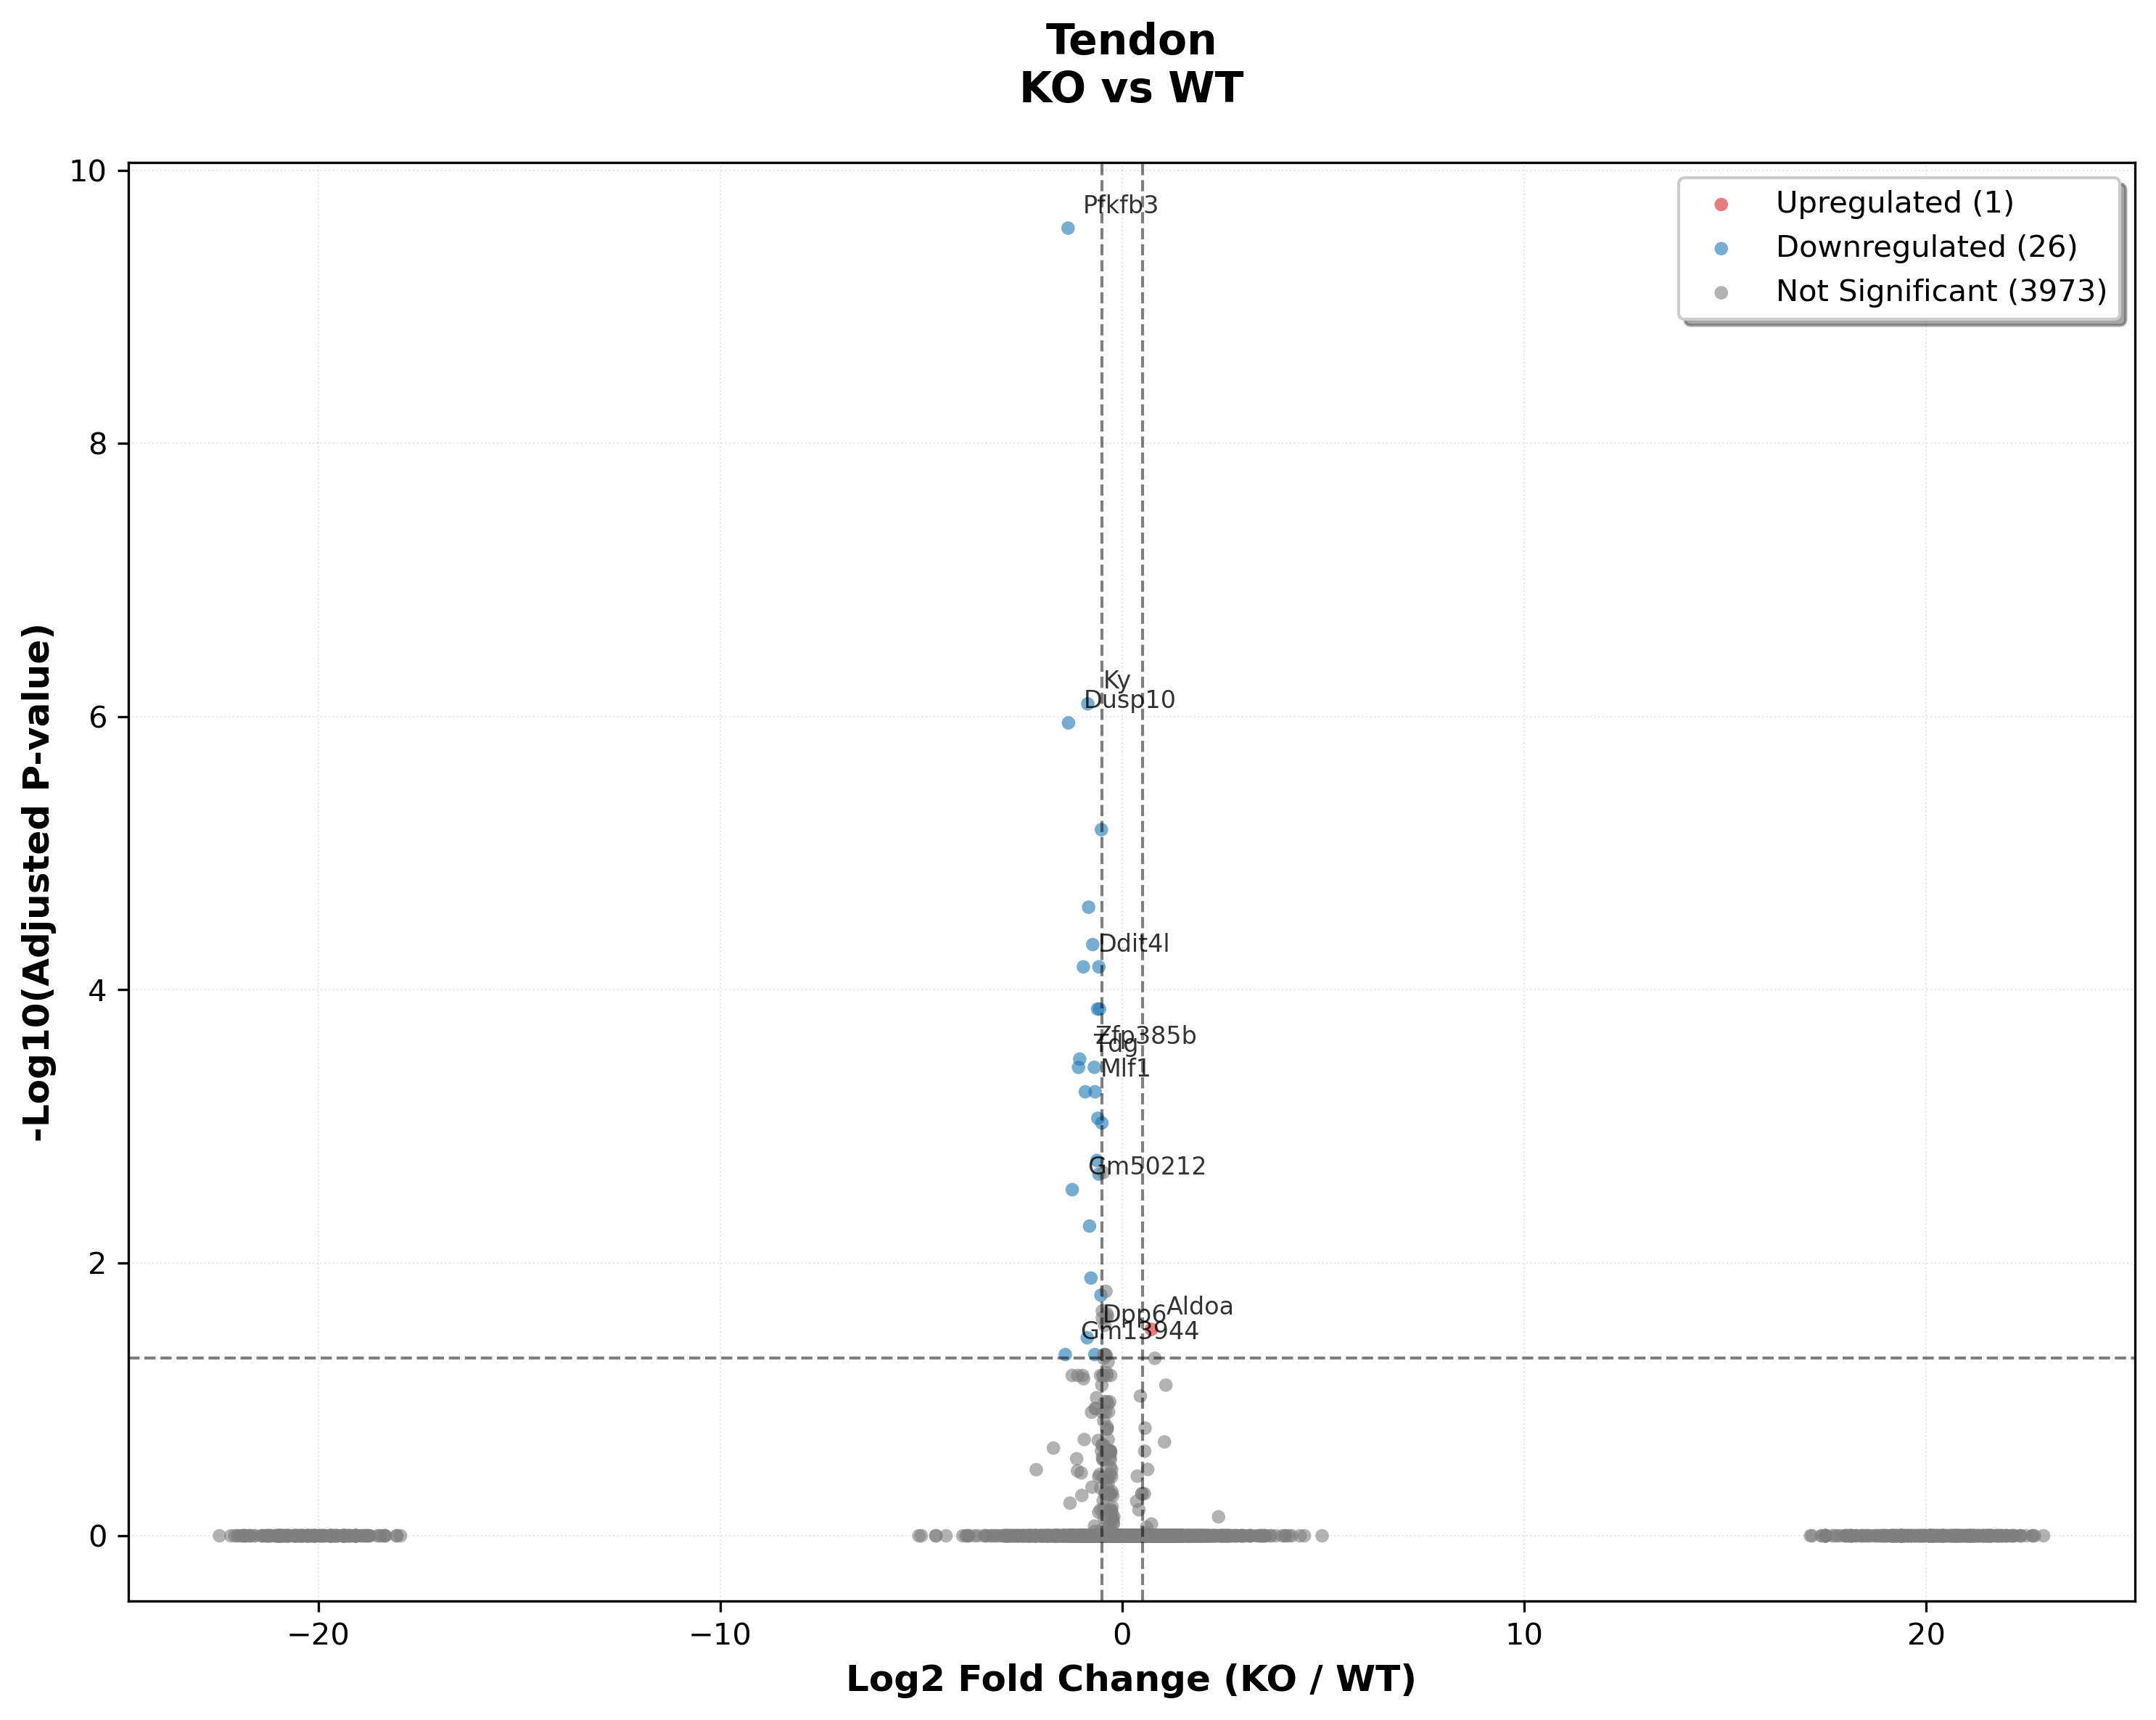 Tendon
KO vs WT
10
8
6
4
2
0
-Log10(Adjusted P-value)
Pfkfb3
Upregulated (1)
Downregulated (26)
Not Significant (3973)
Ky
Dusp10
Ddit4l
Zfp385b
Tdg
Mlf1
Gm50212
Aldoa
Dpp6
Gm13944
−20
−10
0
10
20
Log2 Fold Change (KO / WT)